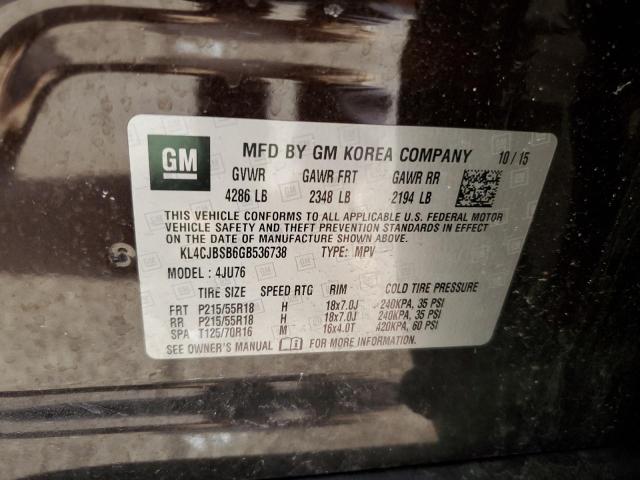 GM MFD BY GM KOREA COMPANY 10/15
GVWR GAWR FRT GAWR RR
4286 LB 2348 LB 2194 LB
THIS VEHICLE CONFORMS TO ALL APPLICABLE U.S. FEDERAL MOTOR
VEHICLE SAFETY AND THEFT PREVENTION STANDARDS IN EFFECT ON
THE DATE OF MANUFACTURE SHOWN ABOVE.
KL4CJBSB6GB536738 TYPE: MPV
MODEL : 4JU76
TIRE SIZE SPEED RTG RIM COLD TIRE PRESSURE
FRT P215/55R18 H 18x7.0J 240KPA, 35 PSI
RR P215/55R18 H 18x7.0J 240KPA, 35 PSI
SPA T125/70R16 M 16x4.0T 420KPA, 60 PSI
SEE OWNER'S MANUAL FOR MORE INFORMATION.